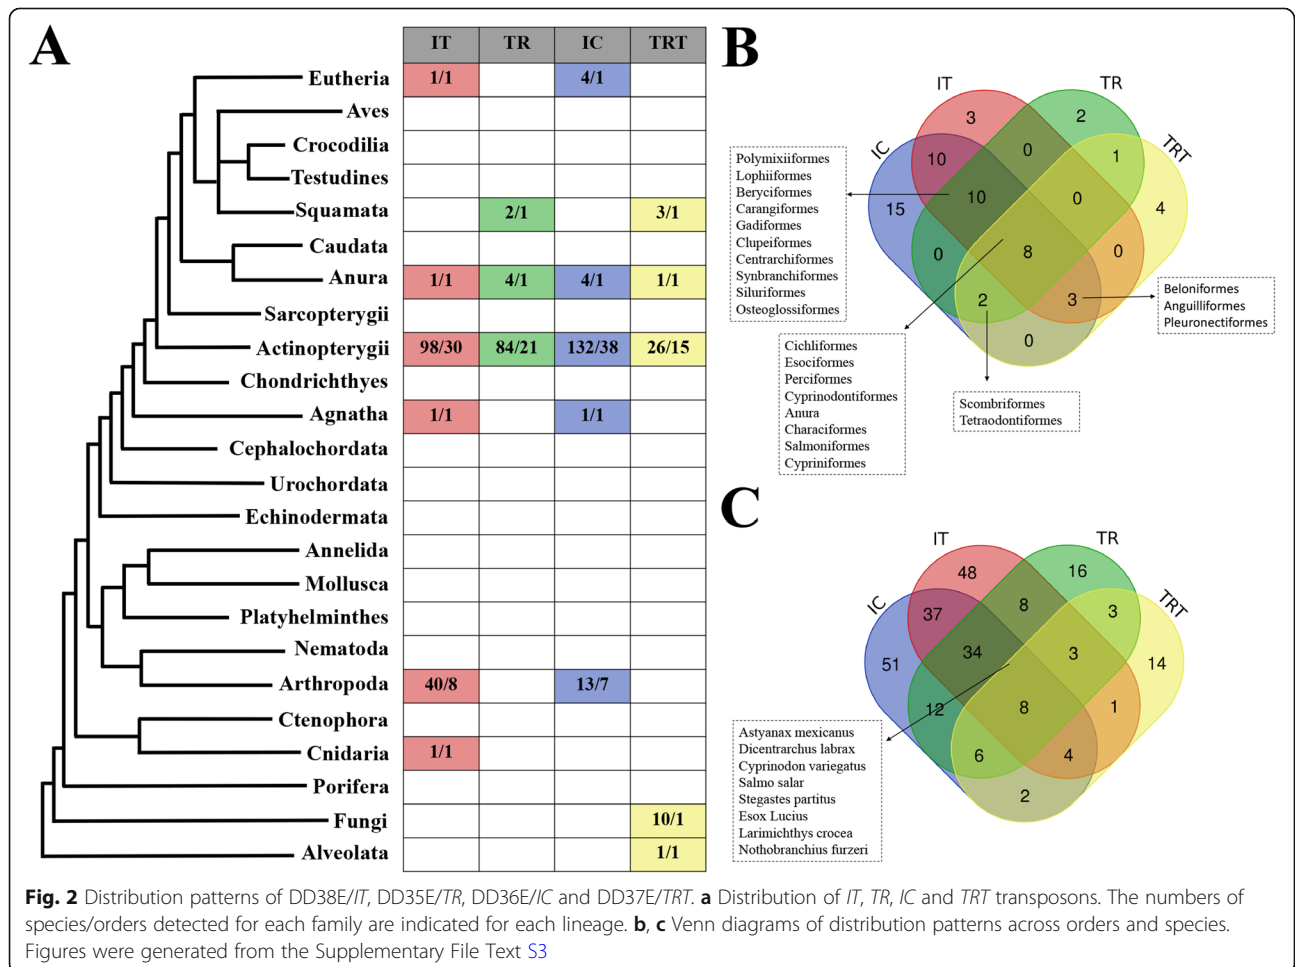 A
IT TR IC TRT
Eutheria 1/1 4/1
Aves
Crocodilia
Testudines
Squamata 2/1 3/1
Caudata
Anura 1/1 4/1 4/1 1/1
Sarcopterygii
Actinopterygii 98/30 84/21 132/38 26/15
Chondrichthyes
Agnatha 1/1 1/1
Cephalochordata
Urochordata
Echinodermata
Annelida
Mollusca
Platyhelminthes
Nematoda
Arthropoda 40/8 13/7
Ctenophora
Cnidaria 1/1
Porifera
Fungi 10/1
Alveolata 1/1
B
IT TR
IC TRT
3 2
10 0 1
15 10 0 4
0 8 0
2 3
0
Polymixiiformes
Lophiiformes
Beryciformes
Carangiformes
Gadiformes
Clupeiformes
Centrarchiformes
Synbranchiformes
Siluriformes
Osteoglossiformes
Beloniformes
Anguilliformes
Pleuronectiformes
Cichliformes
Esociformes
Perciformes
Cyprinodontiformes
Anura
Characiformes
Salmoniformes
Cypriniformes
Scombriformes
Tetraodontiformes
C
IT TR
IC TRT
48 16
37 8 3
51 34 3 14
12 8 1
6 4
2
Astyanax mexicanus
Dicentrarchus labrax
Cyprinodon variegatus
Salmo salar
Stegastes partitus
Esox Lucius
Larimichthys crocea
Nothobranchius furzeri
Fig. 2 Distribution patterns of DD38E/IT, DD35E/TR, DD36E/IC and DD37E/TRT. a Distribution of IT, TR, IC and TRT transposons. The numbers of
species/orders detected for each family are indicated for each lineage. b, c Venn diagrams of distribution patterns across orders and species.
Figures were generated from the Supplementary File Text S3